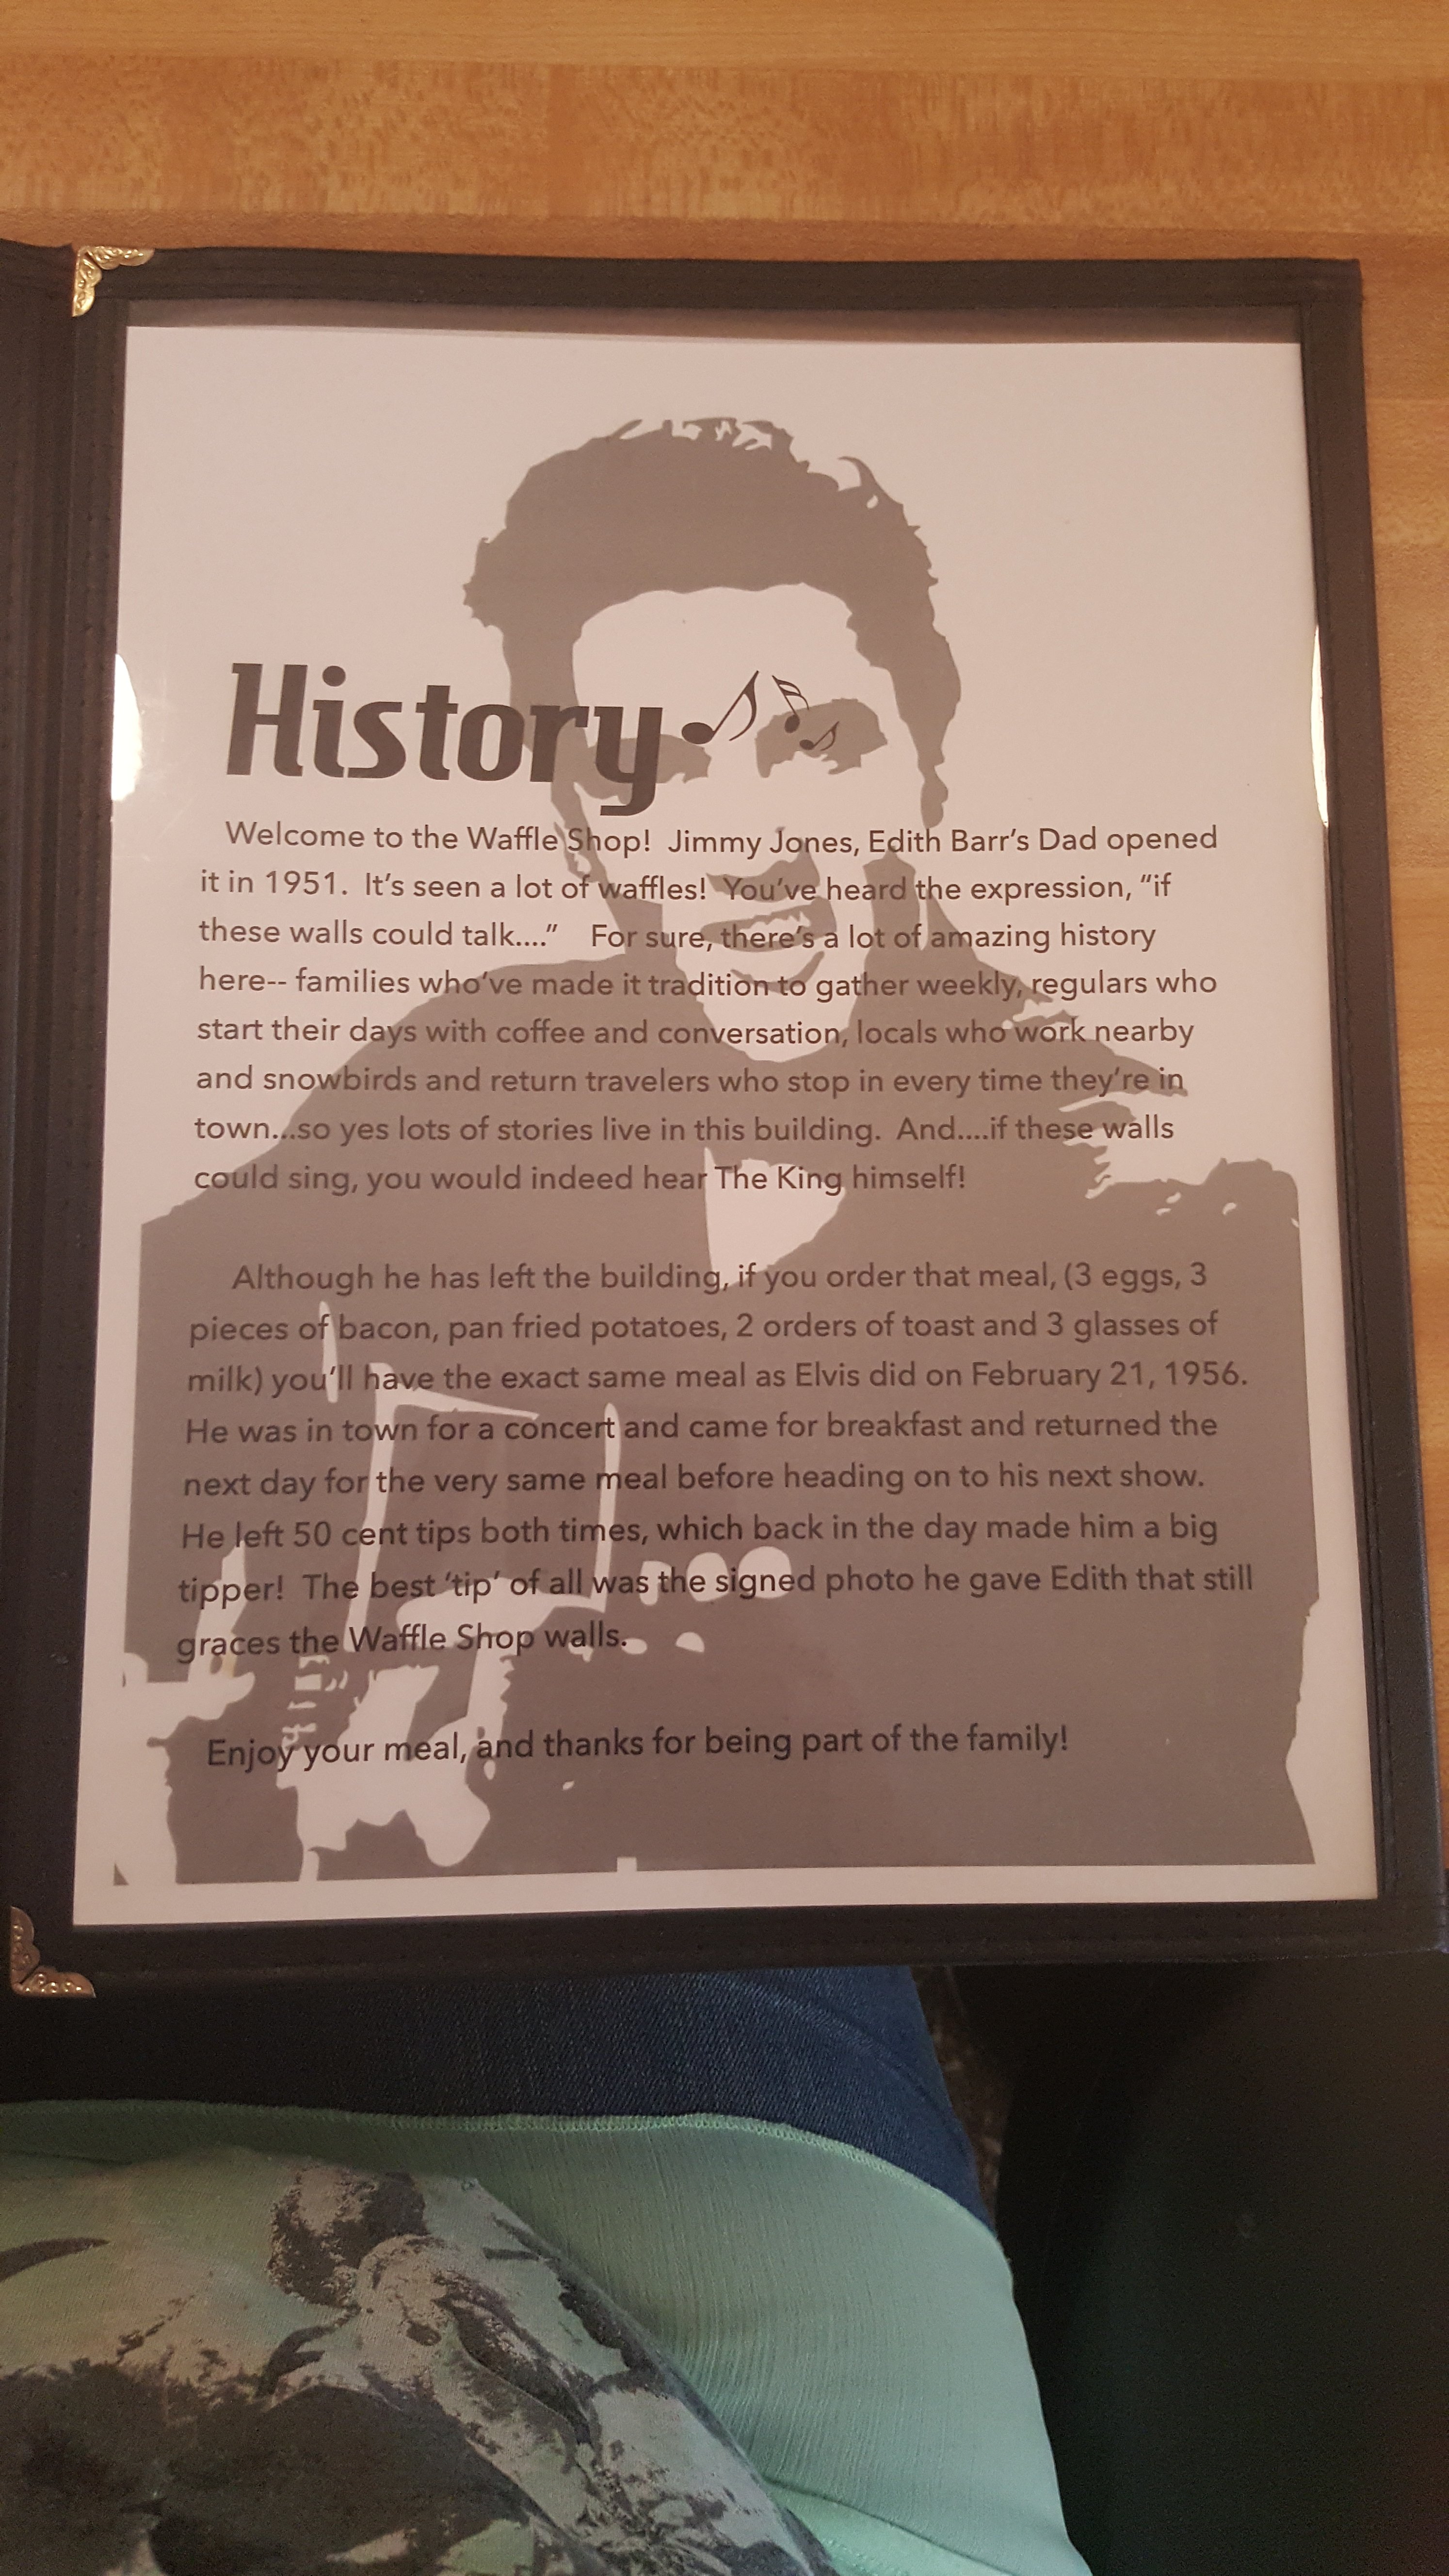 History
Welcome to the Waffle Shop! Jimmy Jones, Edith Barr's Dad opened
it in 1951. It's seen a lot of waffles! You've heard the expression, "if
these walls could talk...." For sure, there's a lot of amazing history
here-- families who've made it tradition to gather weekly, regulars who
start their days with coffee and conversation, locals who work nearby
and snowbirds and return travelers who stop in every time they're in
town...so yes lots of stories live in this building. And....if these walls
could sing, you would indeed hear The King himself!
Although he has left the building, if you order that meal, (3 eggs, 3
pieces of bacon, pan fried potatoes, 2 orders of toast and 3 glasses of
milk) you'll have the exact same meal as Elvis did on February 21, 1956.
He was in town for a concert and came for breakfast and returned the
next day for the very same meal before heading on to his next show.
He left 50 cent tips both times, which back in the day made him a big
tipper! The best 'tip' of all was the signed photo he gave Edith that still
graces the Waffle Shop walls.
Enjoy your meal, and thanks for being part of the family!